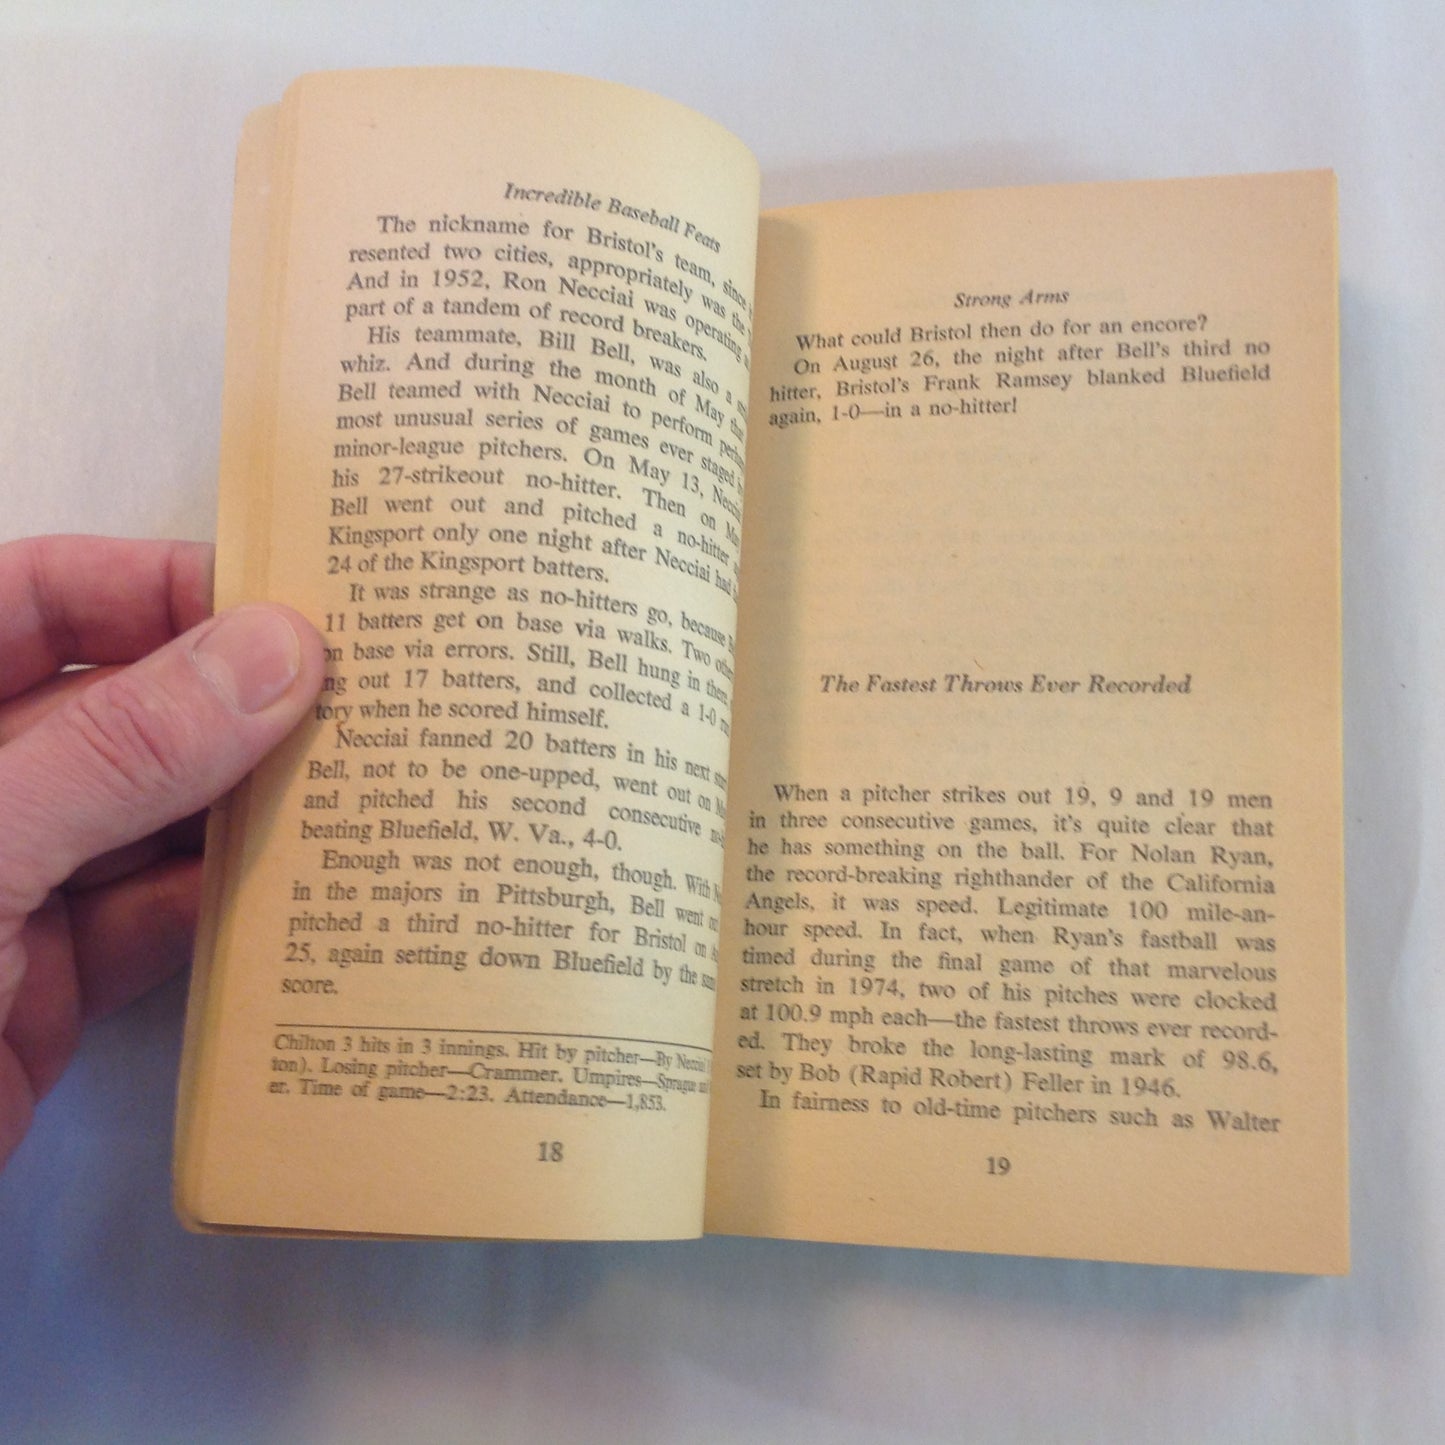 Incredible Baseball Feats
The nickname for Bristol's team, since
resented two cities, appropriately was the
And in 1952, Ron Necciai was operating
part of a tandem of record breakers.
His teammate, Bill Bell, was also a
whiz. And during the month of May that
Bell teamed with Necciai to perform
most unusual series of games ever staged
minor-league pitchers. On May 13, Necciai
his 27-strikeout no-hitter. Then on
Bell went out and pitched a no-hitter
Kingsport only one night after Necciai had
24 of the Kingsport batters.
It was strange as no-hitters go, because
11 batters get on base via walks. Two
on base via errors. Still, Bell hung in there,
ng out 17 batters, and collected a 1-0
tory when he scored himself.
Necciai fanned 20 batters in his next
Bell, not to be one-upped, went out on
and pitched his second consecutive
beating Bluefield, W. Va., 4-0.
Enough was not enough, though. With
in the majors in Pittsburgh, Bell went
pitched a third no-hitter for Bristol on
25, again setting down Bluefield by the
score.
Chilton 3 hits in 3 innings. Hit by pitcher—By Necciai
ton). Losing pitcher—Crammer. Umpires—Sprague
er. Time of game—2:23. Attendance—1,853.
18
Strong Arms
What could Bristol then do for an encore?
On August 26, the night after Bell's third no
hitter, Bristol's Frank Ramsey blanked Bluefield
again, 1-0—in a no-hitter!
The Fastest Throws Ever Recorded
When a pitcher strikes out 19, 9 and 19 men
in three consecutive games, it's quite clear that
he has something on the ball. For Nolan Ryan,
the record-breaking righthander of the California
Angels, it was speed. Legitimate 100 mile-an-
hour speed. In fact, when Ryan's fastball was
timed during the final game of that marvelous
stretch in 1974, two of his pitches were clocked
at 100.9 mph each—the fastest throws ever record-
ed. They broke the long-lasting mark of 98.6,
set by Bob (Rapid Robert) Feller in 1946.
In fairness to old-time pitchers such as Walter
19